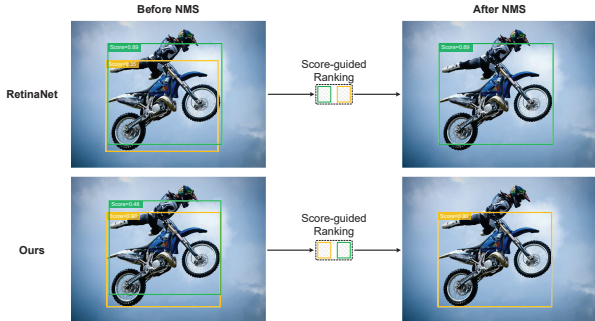 Before NMS
After NMS
RetinaNet
Score=0.89
Score-guided
Ranking
Score=0.89
Ours
Score=0.48
Score-guided
Ranking